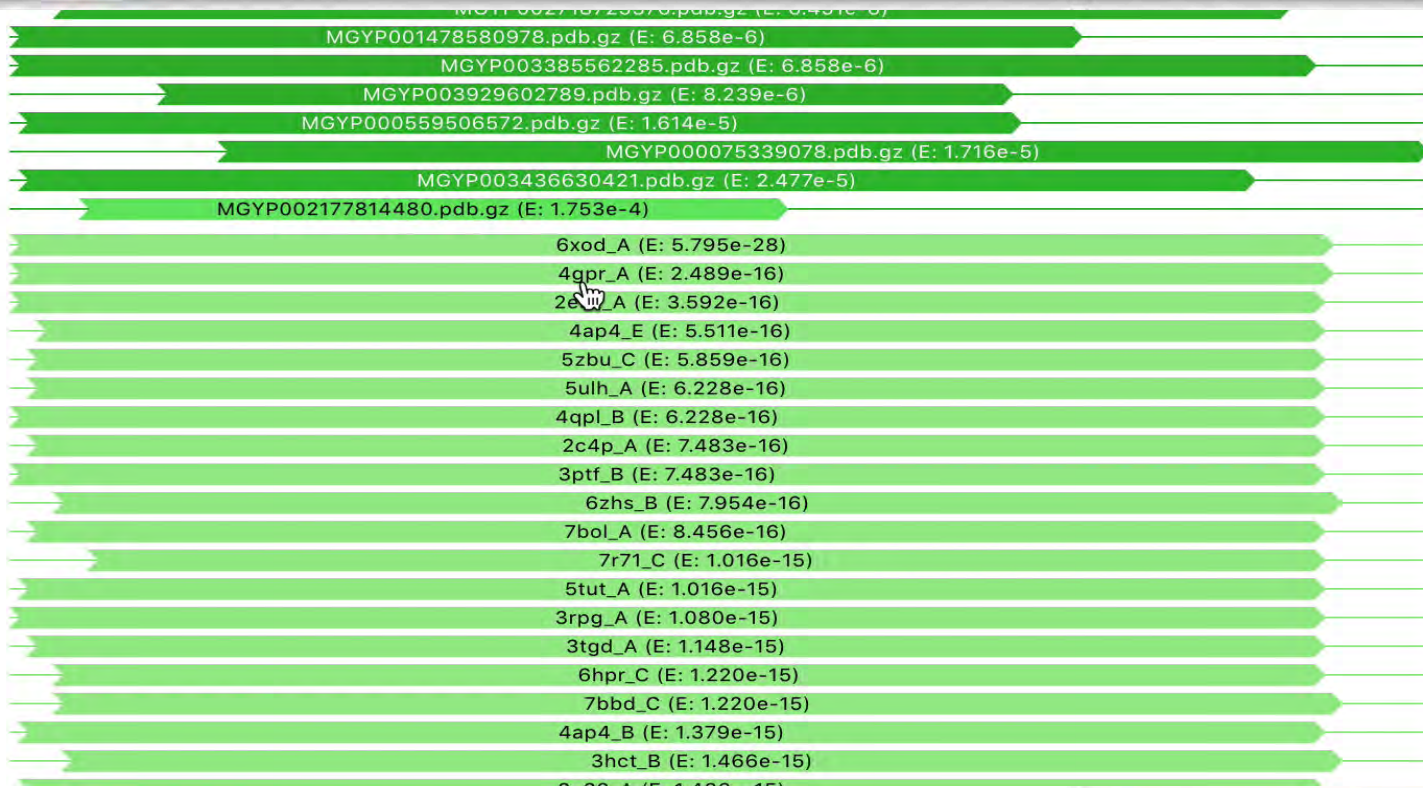 MGYP001478580978.pdb.gz (E: 6.858e-6)
MGYP003385562285.pdb.gz (E: 6.858e-6)
MGYP003929602789.pdb.gz (E: 8.239e-6)
MGYP000559506572.pdb.gz (E: 1.614e-5)
MGYP000075339078.pdb.gz (E: 1.716e-5)
MGYP003436630421.pdb.gz (E: 2.477e-5)
MGYP002177814480.pdb.gz (E: 1.753e-4)
6xod_A (E: 5.795e-28)
4gpr_A (E: 2.489e-16)
(E: 3.592e-16)
4ap4_E (E: 5.511e-16)
5zbu_C (E: 5.859e-16)
5ulh_A (E: 6.228e-16)
4qpl_B (E: 6.228e-16)
2c4p_A (E: 7.483e-16)
3ptf_B (E: 7.483e-16)
6zhs_B (E: 7.954e-16)
7bol_A (E: 8.456e-16)
7r71_C (E: 1.016e-15)
5tut_A (E: 1.016e-15)
3rpg_A (E: 1.080e-15)
3tgd_A (E: 1.148e-15)
6hpr_C (E: 1.220e-15)
7bbd_C (E: 1.220e-15)
4ap4_B (E: 1.379e-15)
3hct_B (E: 1.466e-15)